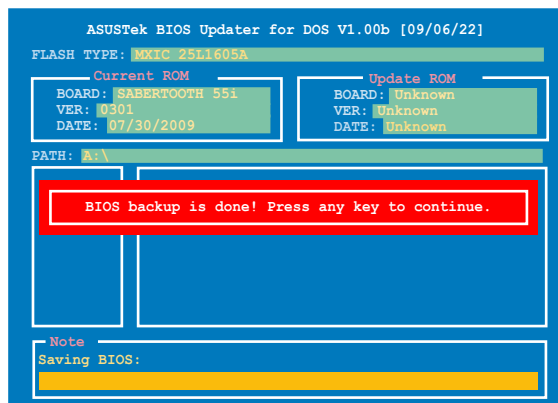 ASUSTek BIOS Updater for DOS V1.00b [09/06/22]
FLASH TYPE: MXIC 25L1605A
Current ROM
BOARD: SABERTOOTH 55i
VER: 0301
DATE: 07/30/2009
Update ROM
BOARD: Unknown
VER: Unknown
DATE: Unknown
PATH: A:\
BIOS backup is done! Press any key to continue.
Note
Saving BIOS: